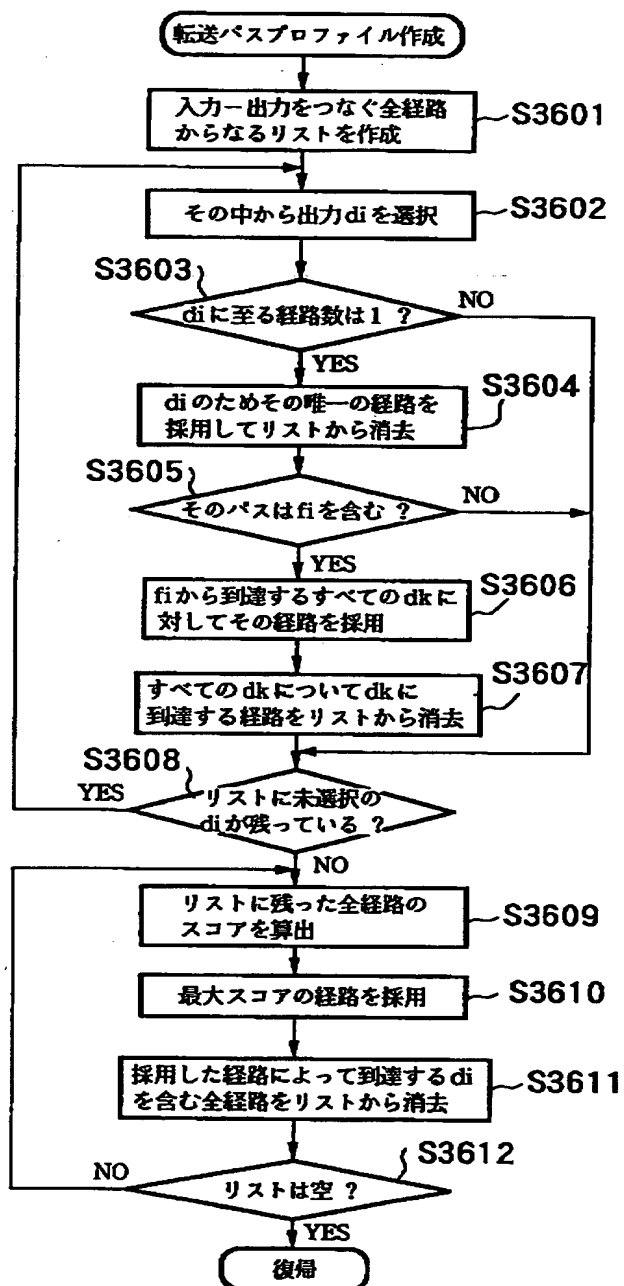 転送パスプロファイル作成
入力－出力をつなぐ全経路
からなるリストを作成
S3601
その中から出力diを選択
S3602
S3603
diに至る経路数は1 ?
NO
YES
S3604
diのためその唯一の経路を
採用してリストから消去
S3605
そのパスはfiを含む ?
NO
YES
S3606
fiから到達するすべてのdkに
対してその経路を採用
S3607
すべてのdkについてdkに
到達する経路をリストから消去
S3608
YES
リストに未選択の
diが残っている ?
NO
リストに残った全経路の
スコアを算出
S3609
最大スコアの経路を採用
S3610
採用した経路によって到達するdi
を含む全経路をリストから消去
S3611
S3612
NO
リストは空 ?
YES
復帰